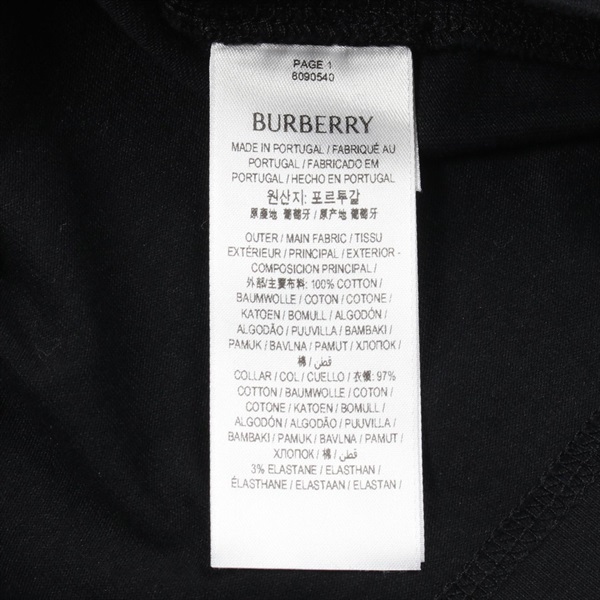 PAGE 1
8090540
BURBERRY
MADE IN PORTUGAL / FABRIQUÉ AU
PORTUGAL / FABRICADO EM
PORTUGAL / HECHO EN PORTUGAL
원산지: 포르투갈
原產地 葡萄牙 / 原产地 葡萄牙
OUTER / MAIN FABRIC / TISSU
EXTÉRIEUR / PRINCIPAL / EXTERIOR -
COMPOSICION PRINCIPAL /
外部/主要布料: 100% COTTON /
BAUMWOLLE / COTON / COTONE /
KATOEN / BOMULL / ALGODÓN /
ALGODÃO / PUUVILLA / BAMBAKI /
PAMUK / BAVLNA / PAMUT / ХЛОПОК /
棉 / قطن /
COLLAR / COL / CUELLO / 衣領: 97%
COTTON / BAUMWOLLE / COTON /
COTONE / KATOEN / BOMULL /
ALGODÓN / ALGODÃO / PUUVILLA /
BAMBAKI / PAMUK / BAVLNA / PAMUT /
ХЛОПОК / 棉 / قطن /
3% ELASTANE / ELASTHAN /
ÉLASTHANE / ELASTAAN / ELASTAN /